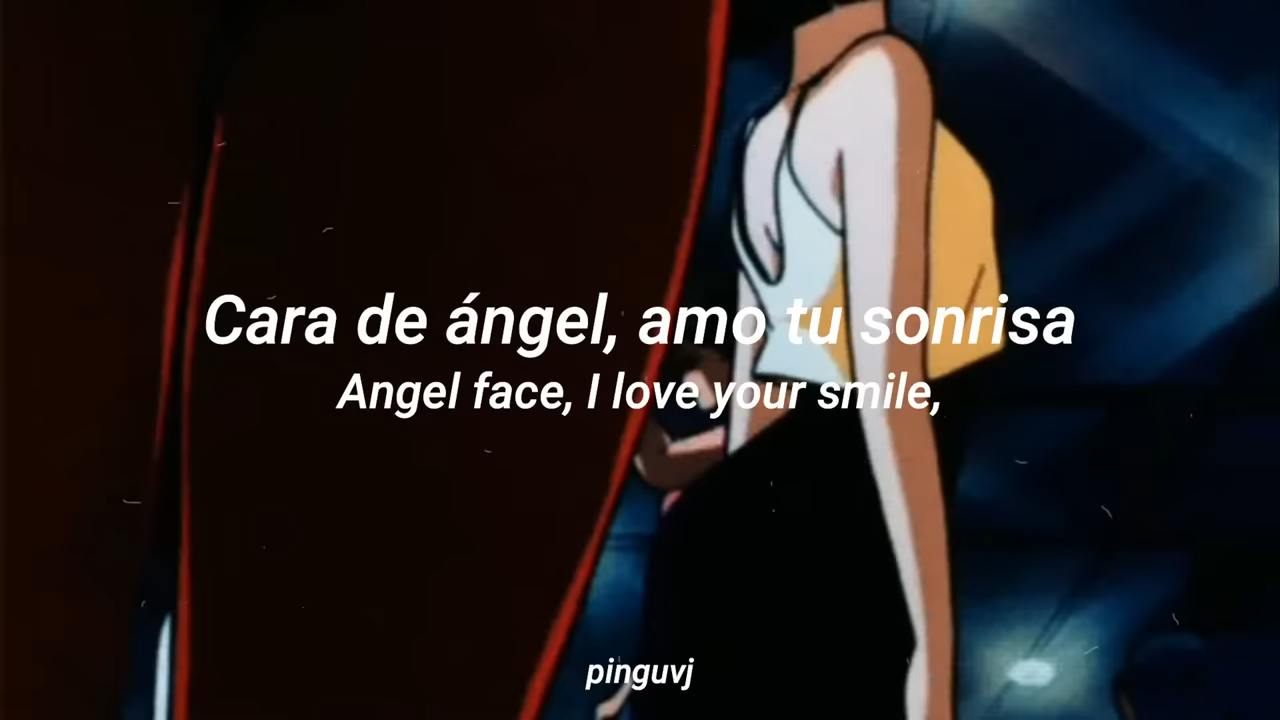 Cara de ángel, amo tu sonrisa
Angel face, I love your smile,
pinguvj